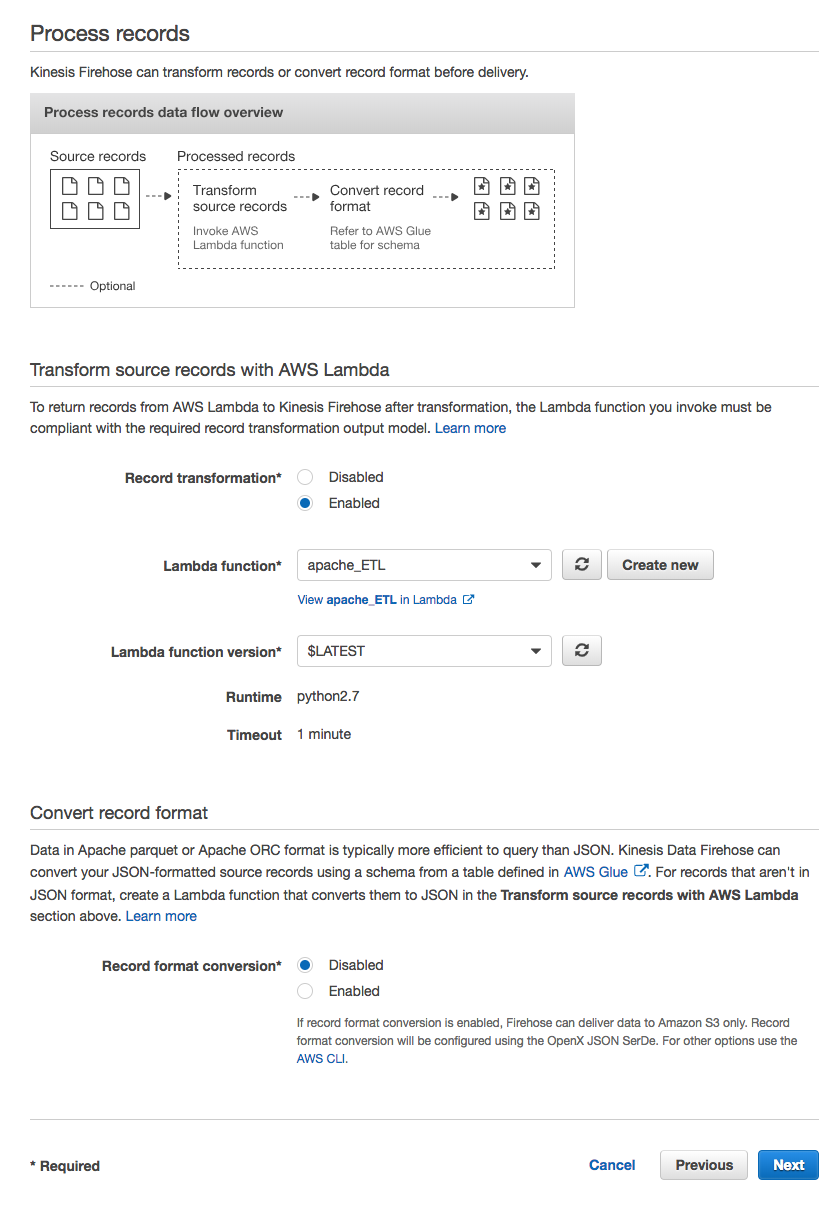 Process records
Kinesis Firehose can transform records or convert record format before delivery.
Process records data flow overview
Source records
Processed records
Transform
source records
Invoke AWS
Lambda function
Convert record
format
Refer to AWS Glue
table for schema
Optional
Transform source records with AWS Lambda
To return records from AWS Lambda to Kinesis Firehose after transformation, the Lambda function you invoke must be
compliant with the required record transformation output model. Learn more
Record transformation*
Disabled
Enabled
Lambda function*
apache_ETL
Create new
View apache_ETL in Lambda
Lambda function version*
$LATEST
Runtime python2.7
Timeout 1 minute
Convert record format
Data in Apache parquet or Apache ORC format is typically more efficient to query than JSON. Kinesis Data Firehose can
convert your JSON-formatted source records using a schema from a table defined in AWS Glue. For records that aren't in
JSON format, create a Lambda function that converts them to JSON in the Transform source records with AWS Lambda
section above. Learn more
Record format conversion*
Disabled
Enabled
If record format conversion is enabled, Firehose can deliver data to Amazon S3 only. Record
format conversion will be configured using the OpenX JSON SerDe. For other options use the
AWS CLI.
* Required
Cancel
Previous
Next